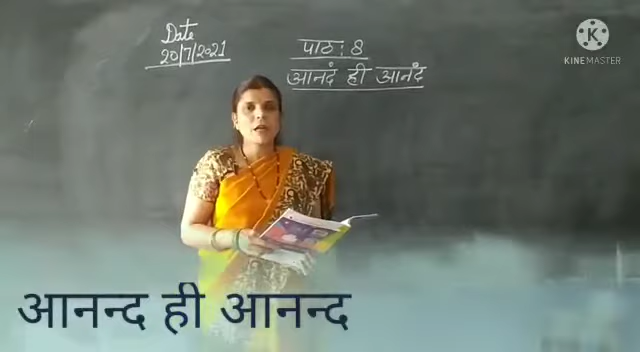 Date
20/7/2021
पाठ: 8
आनंद ही आनंद
KINEMASTER
आनन्द ही आनन्द